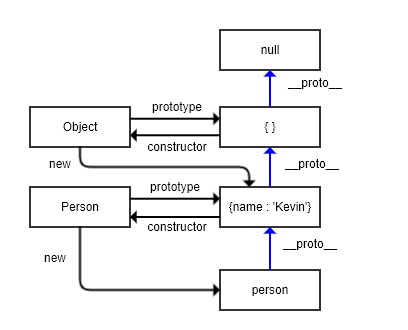 null
__proto__
prototype
Object
{ }
constructor
new
__proto__
prototype
Person
{name : 'Kevin'}
constructor
__proto__
new
person